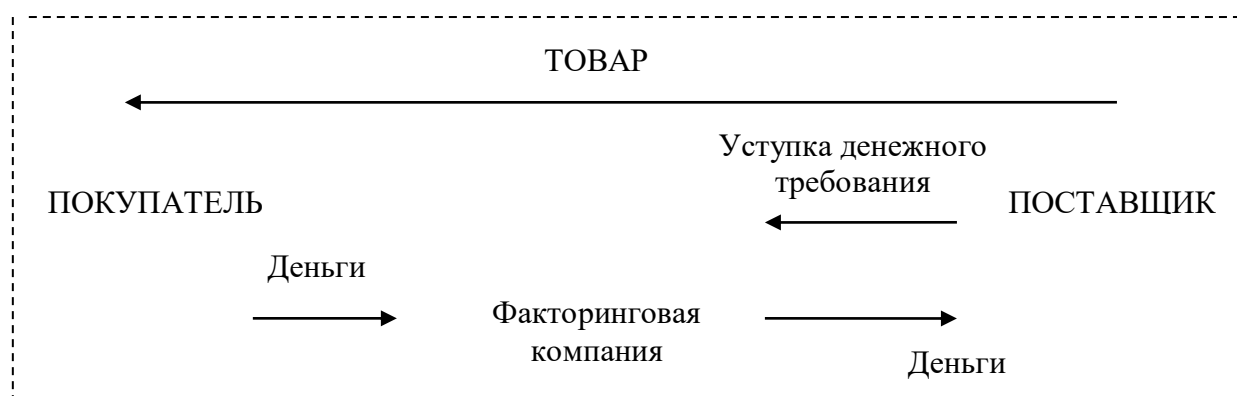 ТОВАР
Уступка денежного
требования
ПОКУПАТЕЛЬ
ПОСТАВЩИК
Деньги
Факторинговая
компания
Деньги